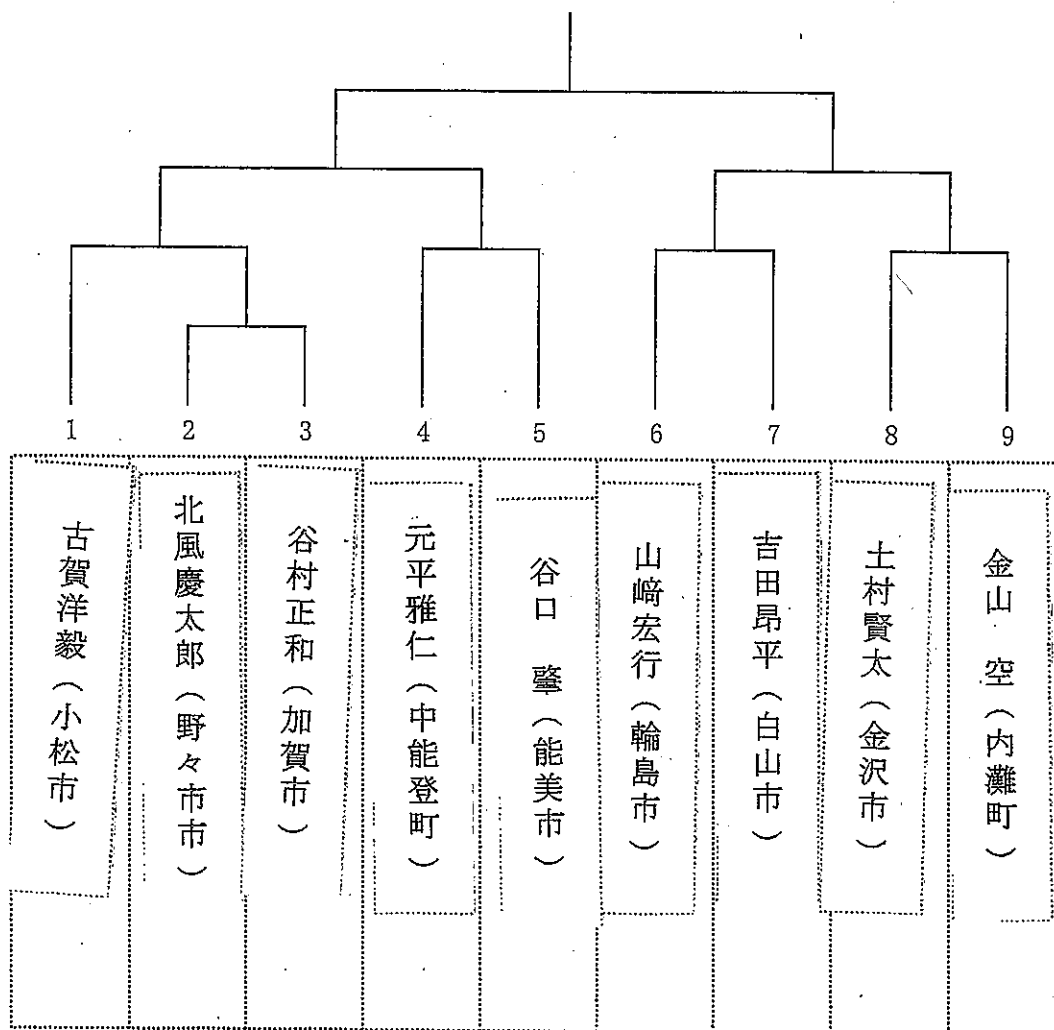 1 2 3 4 5 6 7 8 9
古賀洋毅（小松市）
北風慶太郎（野々市市）
谷村正和（加賀市）
元平雅仁（中能登町）
谷口　肇（能美市）
山﨑宏行（輪島市）
吉田昂平（白山市）
土村賢太（金沢市）
金山　空（内灘町）